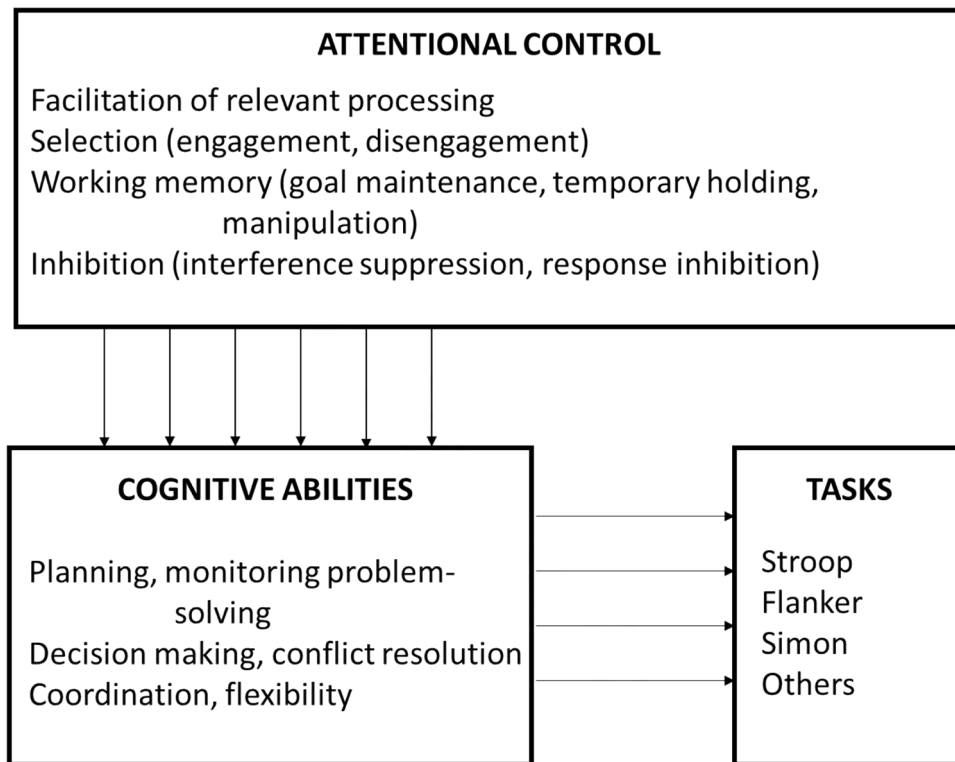 ATTENTIONAL CONTROL
Facilitation of relevant processing
Selection (engagement, disengagement)
Working memory (goal maintenance, temporary holding,
manipulation)
Inhibition (interference suppression, response inhibition)
COGNITIVE ABILITIES
Planning, monitoring problem-
solving
Decision making, conflict resolution
Coordination, flexibility
TASKS
Stroop
Flanker
Simon
Others